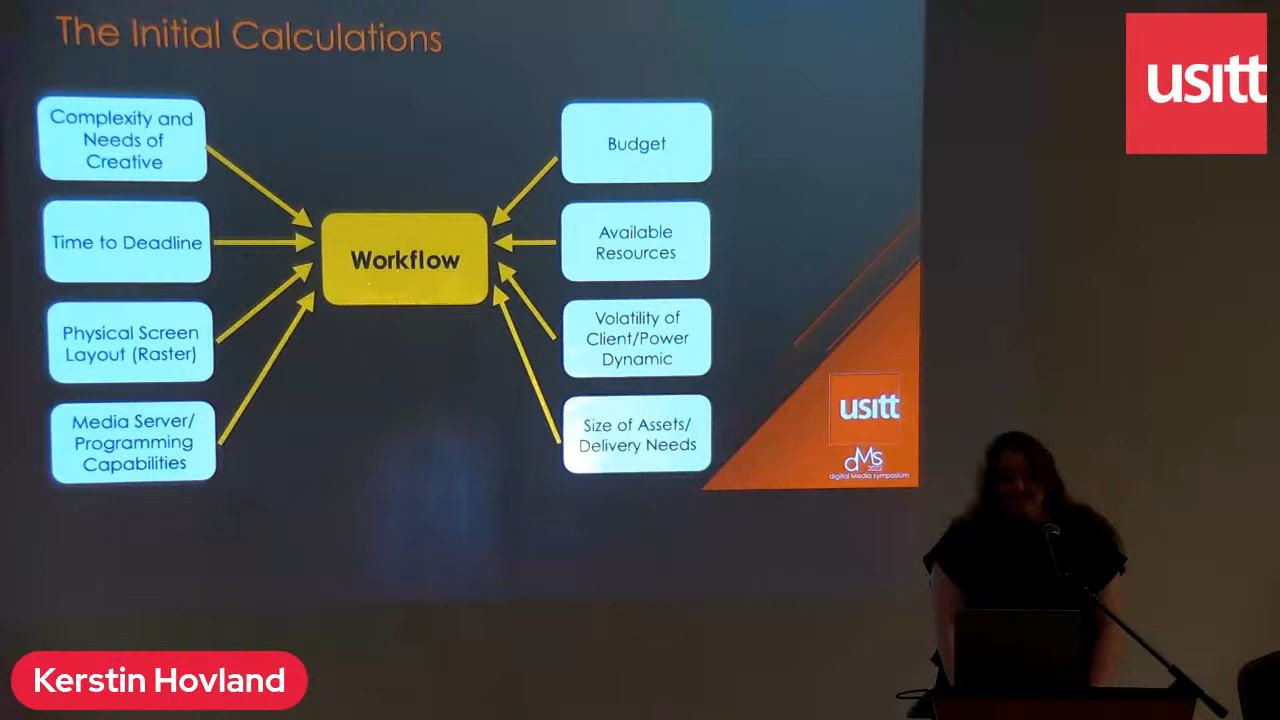 The Initial Calculations
usitt
Complexity and
Needs of
Creative
Time to Deadline
Physical Screen
Layout (Raster)
Media Server/
Programming
Capabilities
Workflow
Budget
Available
Resources
Volatility of
Client/Power
Dynamic
Size of Assets/
Delivery Needs
usitt
dMs
2022
digital Media symposium
Kerstin Hovland